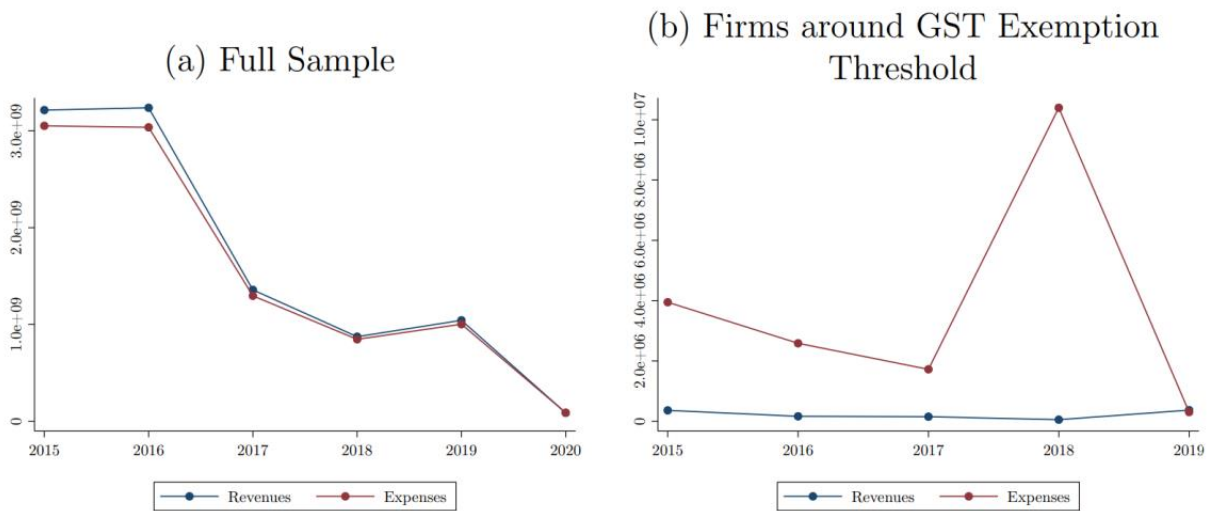 (a) Full Sample
3.0e+09
2.0e+09
1.0e+09
0
2015 2016 2017 2018 2019 2020
Revenues Expenses
(b) Firms around GST Exemption
Threshold
1.0e+07
8.0e+06
6.0e+06
4.0e+06
2.0e+06
0
2015 2016 2017 2018 2019
Revenues Expenses